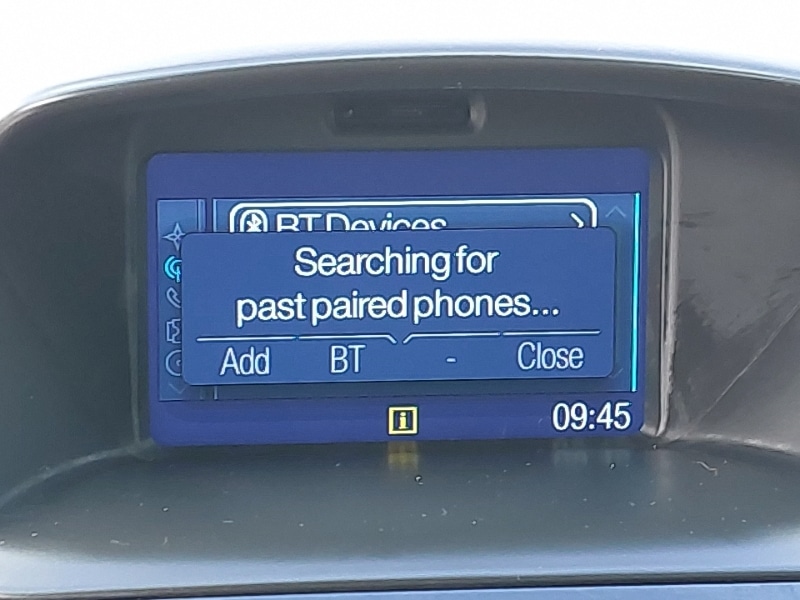 BT Devices
Searching for
past paired phones...
Add BT - Close
i 09:45